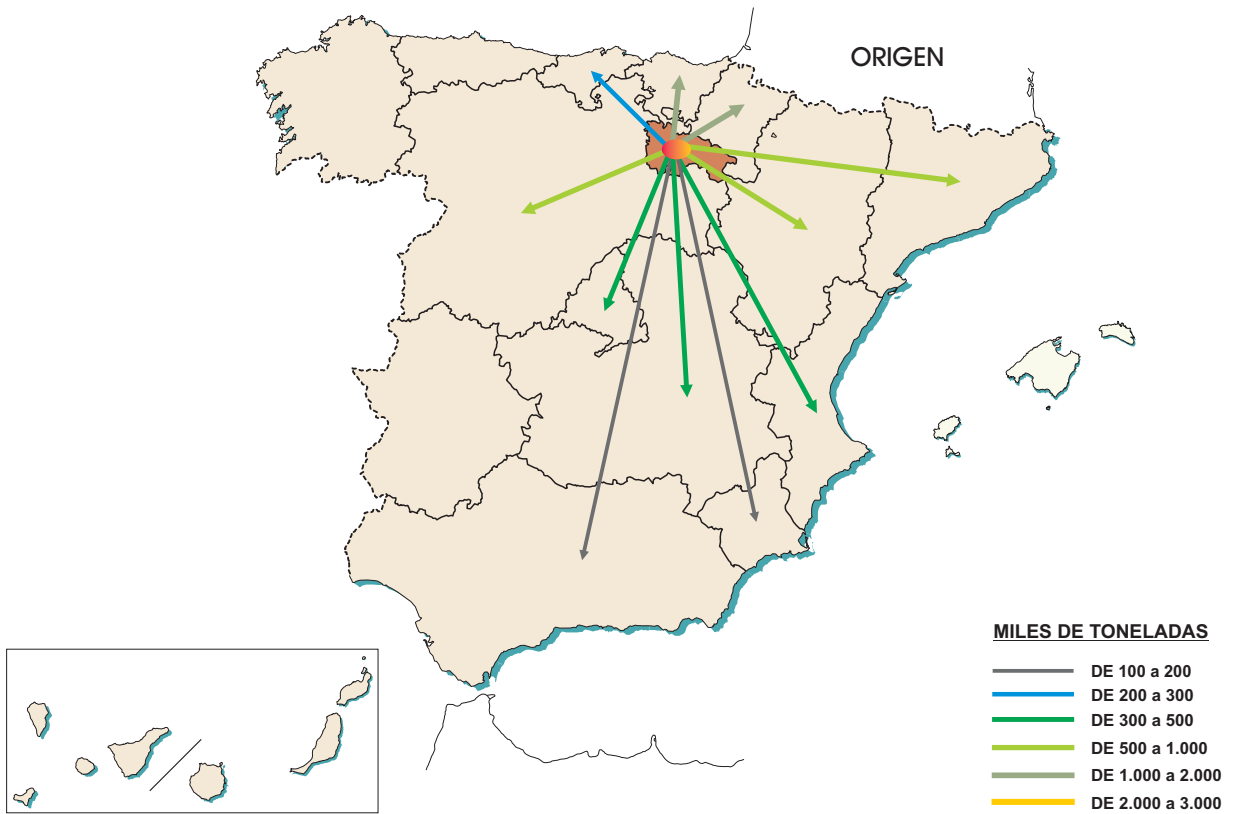 ORIGEN
MILES DE TONELADAS
DE 100 a 200
DE 200 a 300
DE 300 a 500
DE 500 a 1.000
DE 1.000 a 2.000
DE 2.000 a 3.000